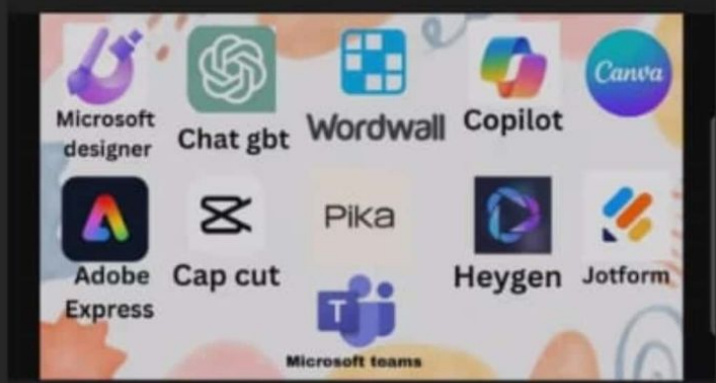 Microsoft
designer
Chat gbt
Wordwall
Copilot
Canva
Adobe
Express
Cap cut
Pika
Heygen
Jotform
T
Microsoft teams